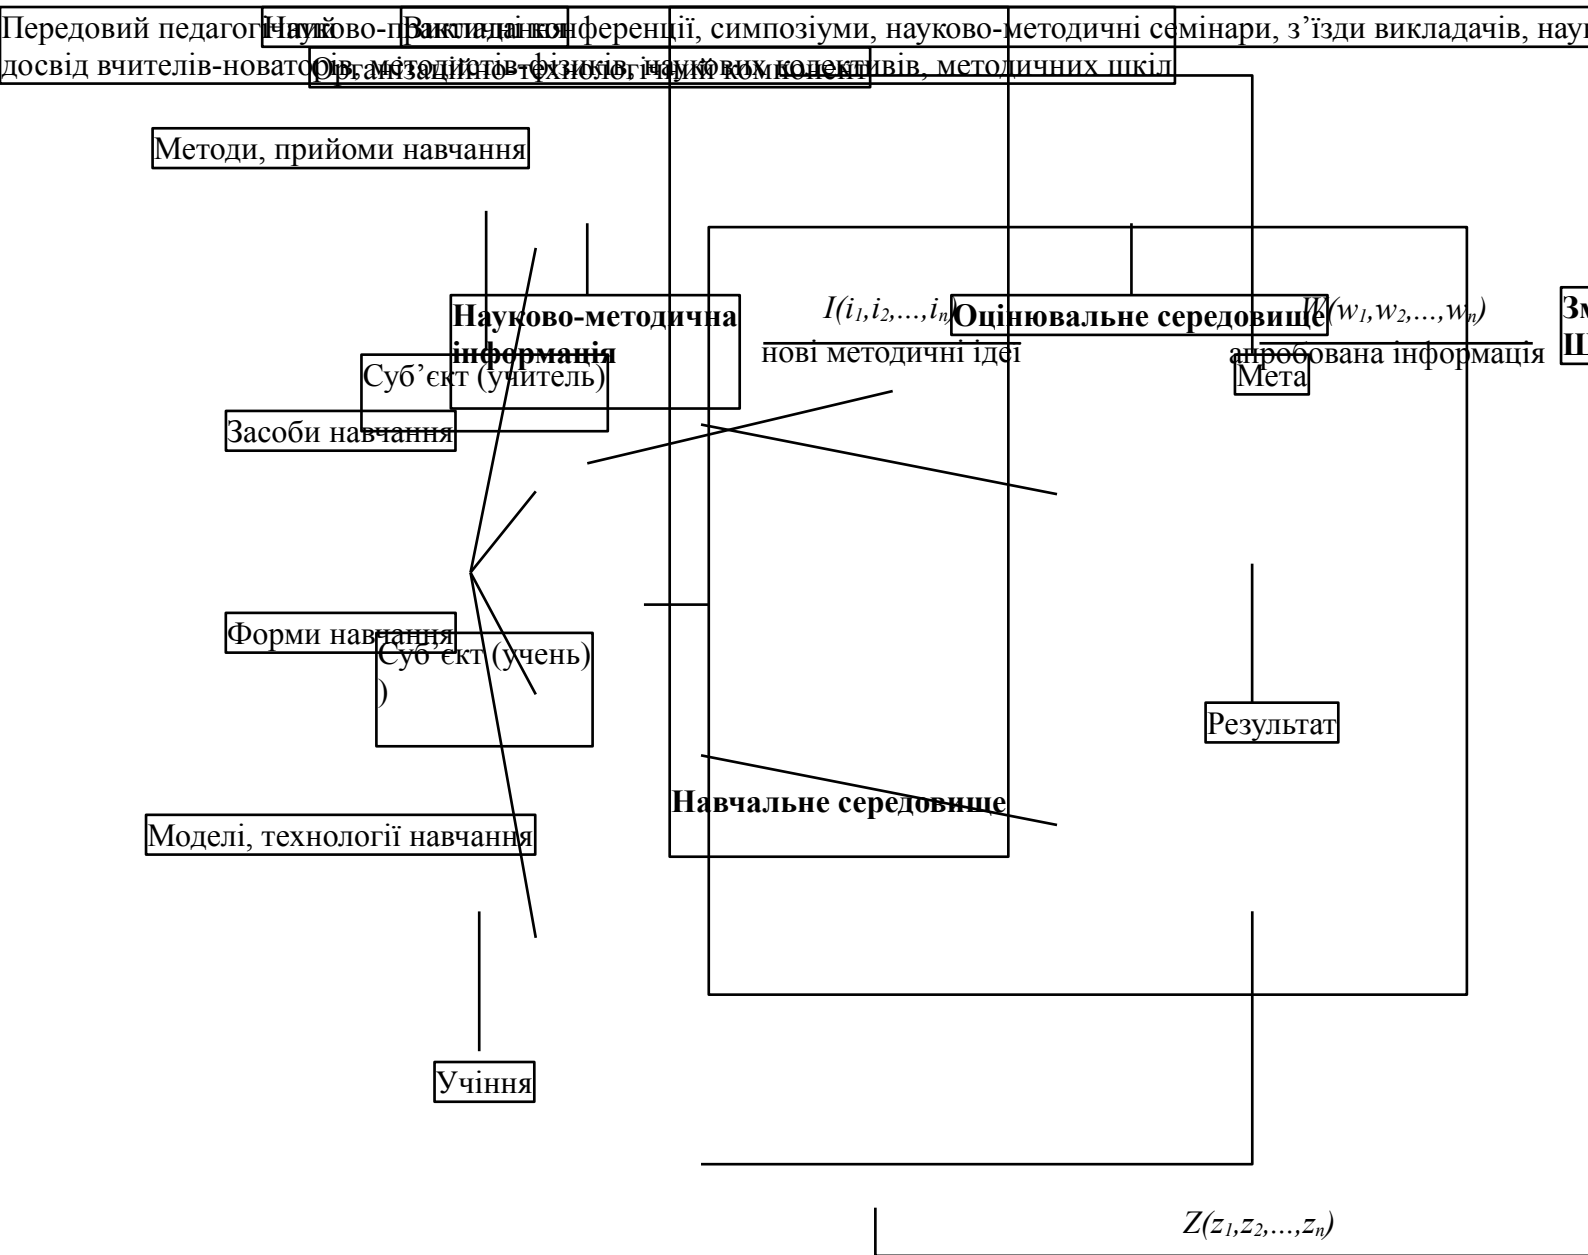 Передовий педагогічний
досвід вчителів-новаторів, методистів-фізиків, наукових колективів, методичних шкіл
Науково-практичні конференції, симпозіуми, науково-методичні семінари, з’їзди викладачів,
Викладання
Організаційно-технологічний компонент
Методи, прийоми навчання
Науково-методична
інформація
I(i₁,i₂,...,iₙ)
нові методичні ідеї
Оцінювальне середовище
W(w₁,w₂,...,wₙ)
апробована інформація
Суб’єкт (учитель)
Мета
Засоби навчання
Форми навчання
Суб’єкт (учень)
)
Результат
Навчальне середовище
Моделі, технології навчання
Учіння
Z(z₁,z₂,...,zₙ)